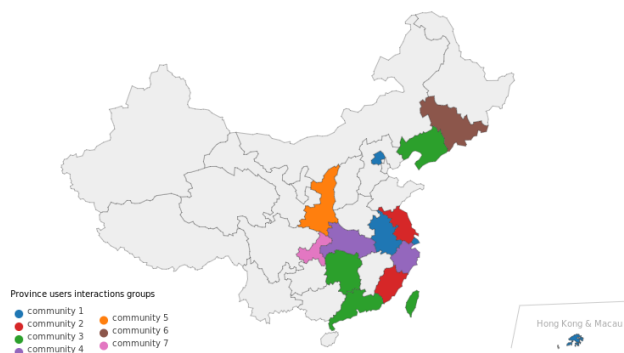 Hong Kong & Macau
Province users interactions groups
community 1
community 2
community 3
community 4
community 5
community 6
community 7